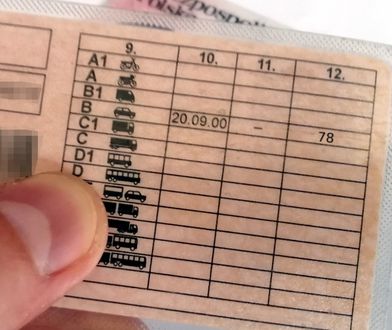 9. 10. 11. 12.
A1
A
B1
B 20.09.00 – 78
C1
C
D1
D